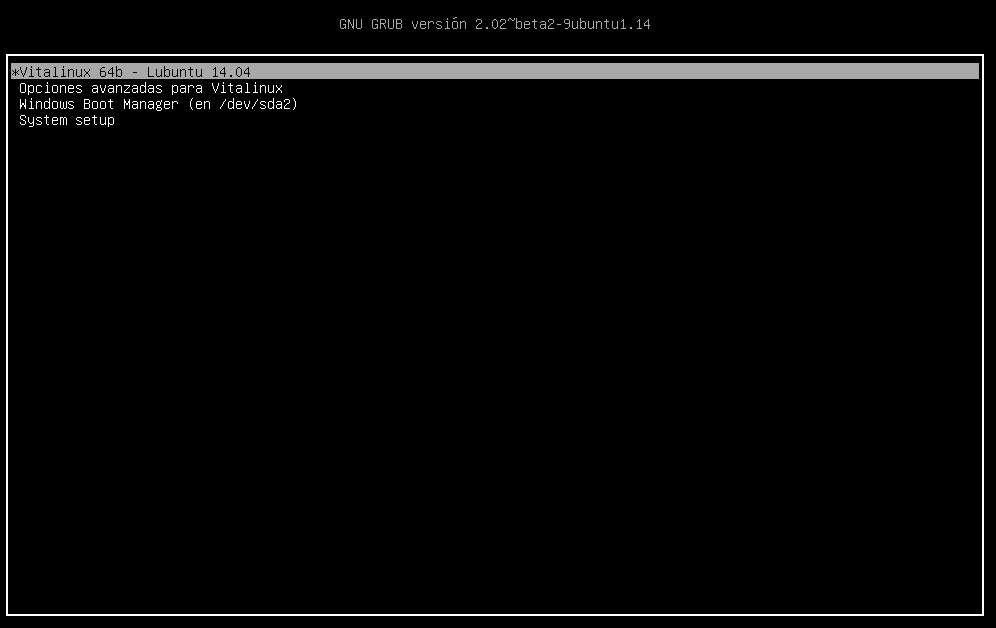 GNU GRUB versión 2.02~beta2-9ubuntu1.14
*Vitalinux 64b - Lubuntu 14.04
Opciones avanzadas para Vitalinux
Windows Boot Manager (en /dev/sda2)
System setup